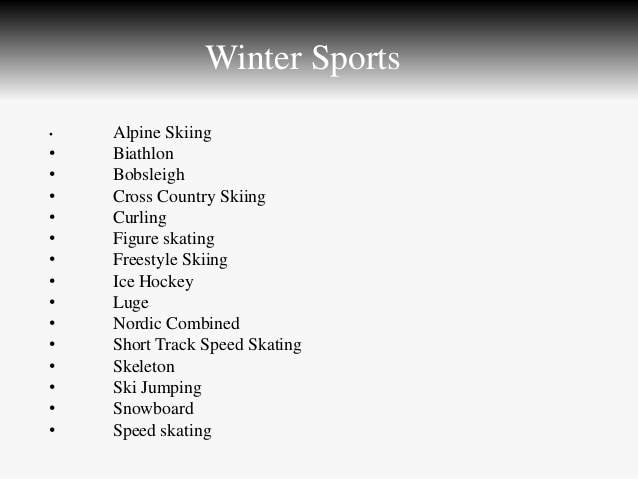 Winter Sports
• Alpine Skiing
• Biathlon
• Bobsleigh
• Cross Country Skiing
• Curling
• Figure skating
• Freestyle Skiing
• Ice Hockey
• Luge
• Nordic Combined
• Short Track Speed Skating
• Skeleton
• Ski Jumping
• Snowboard
• Speed skating